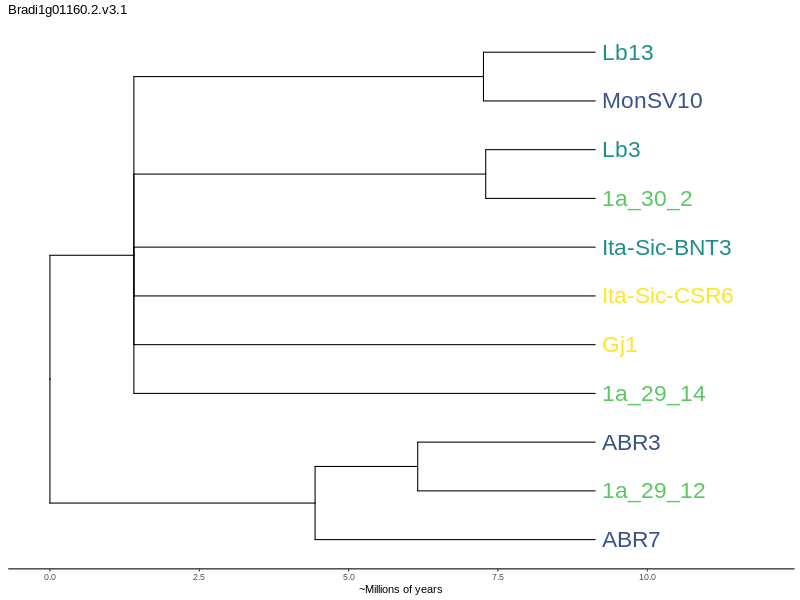 Bradi1g01160.2.v3.1
Lb13
MonSV10
Lb3
1a_30_2
Ita-Sic-BNT3
Ita-Sic-CSR6
Gj1
1a_29_14
ABR3
1a_29_12
ABR7
0.0 2.5 5.0 7.5 10.0
~Millions of years